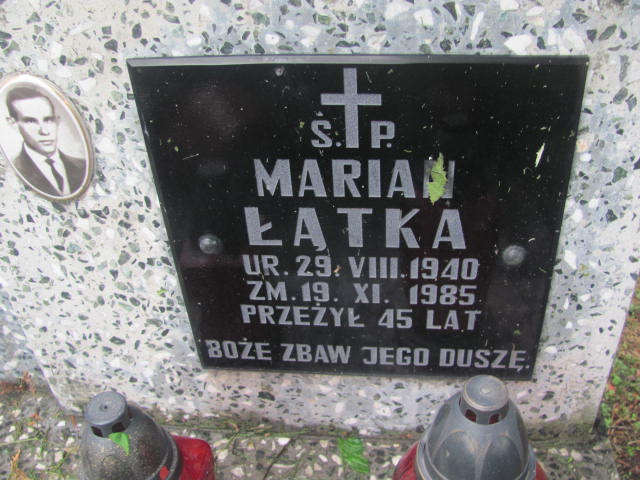 Ś. P.
MARIAN
ŁĄTKA
UR. 29. VIII. 1940
ZM. 19. XI. 1985
PRZEŻYŁ 45 LAT
BOŻE ZBAW JEGO DUSZĘ.